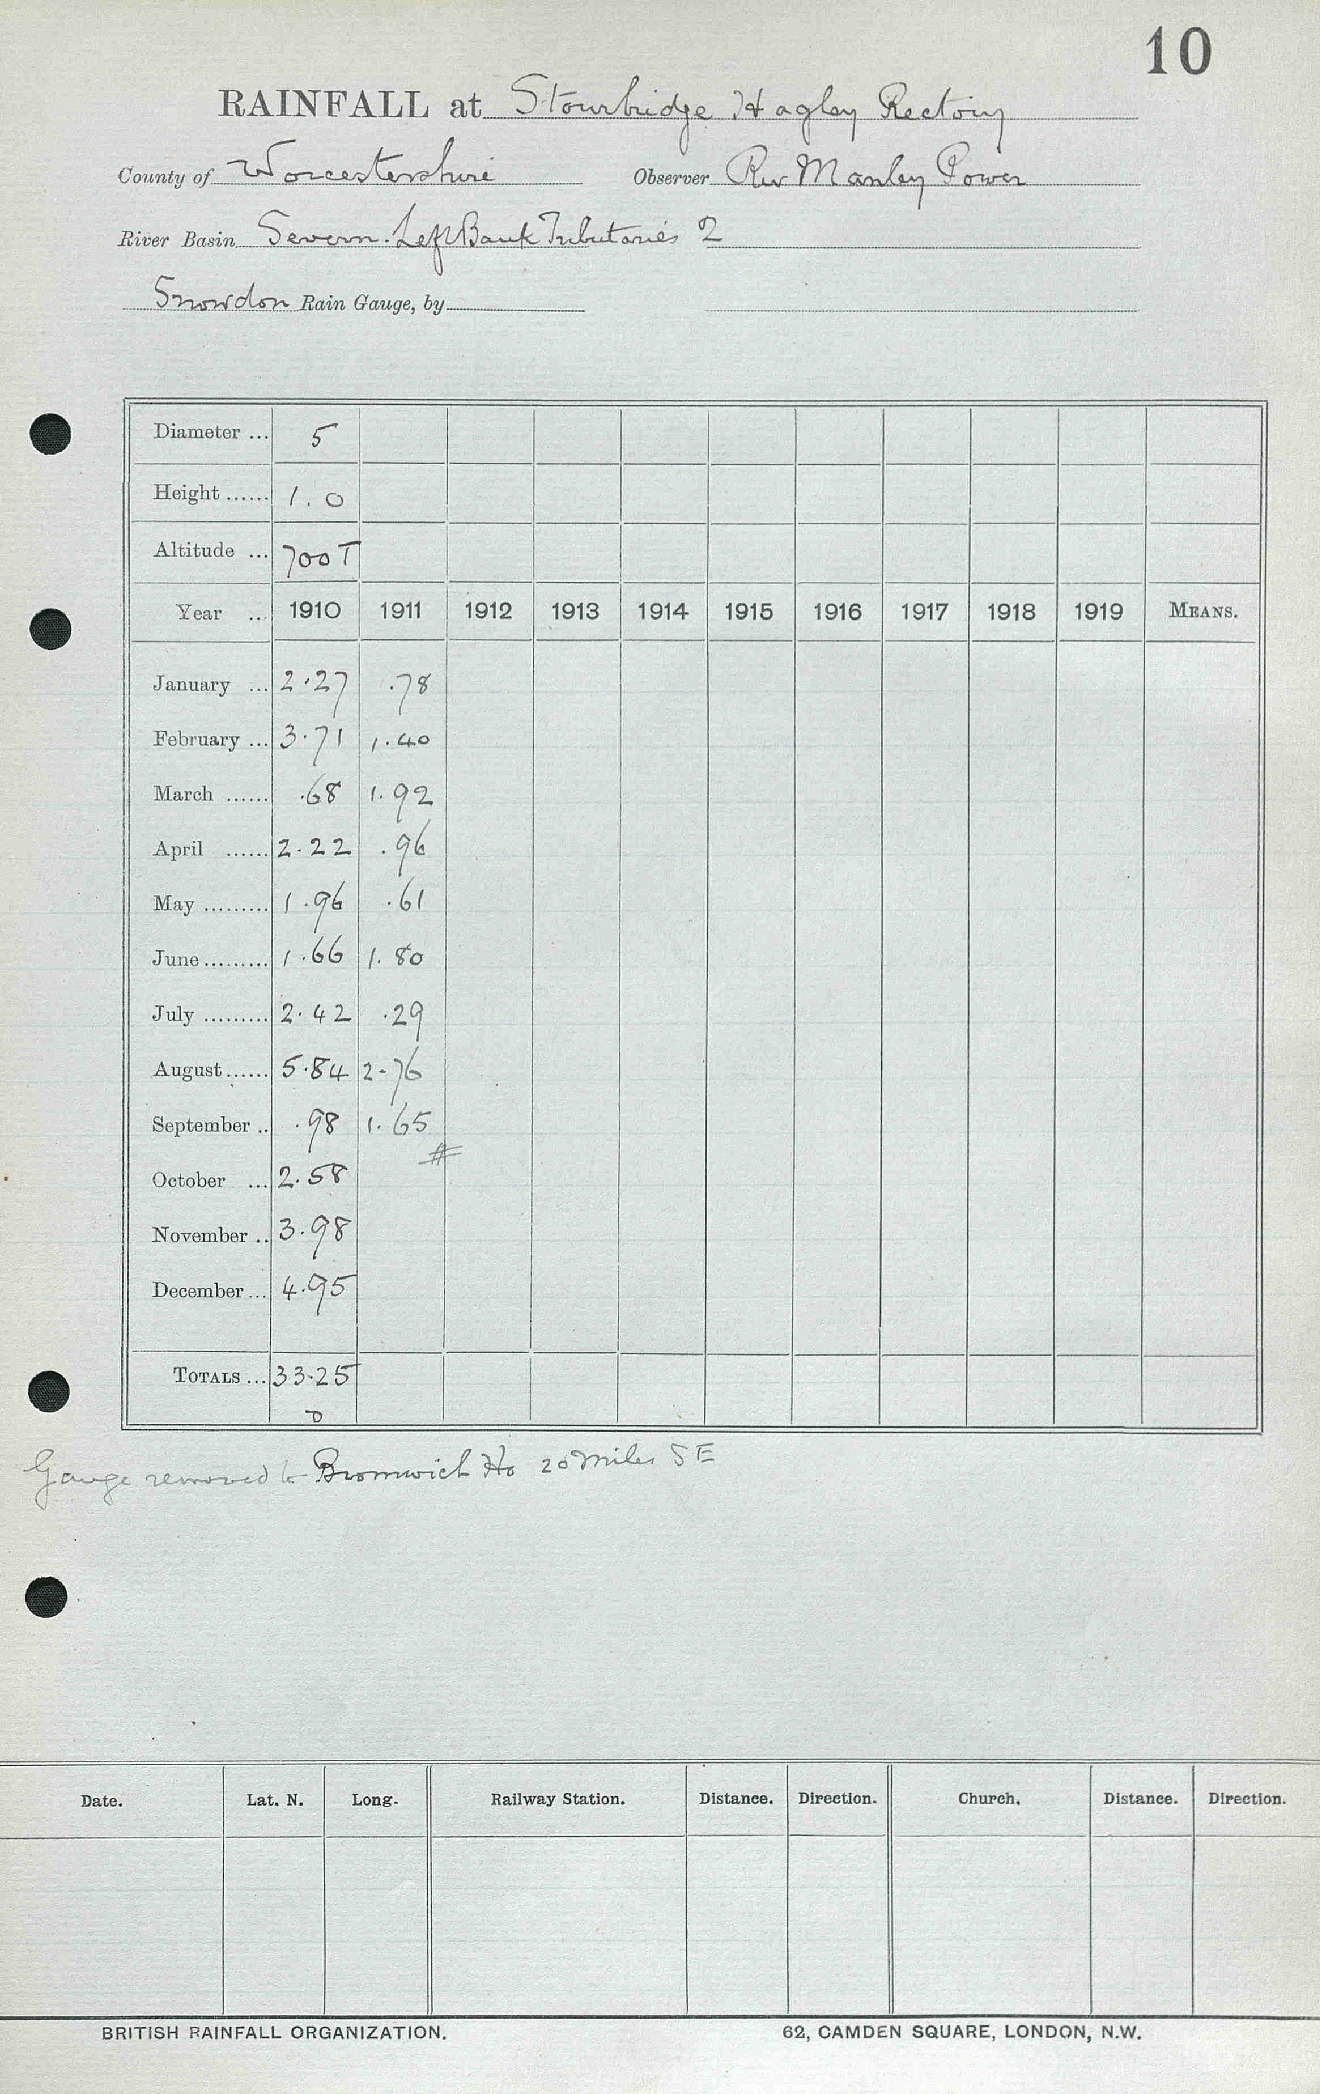 10
RAINFALL at Stourbridge Hagley Rectory
County of Worcestershire Observer Rev Manley Power
River Basin Severn. Left Bank Tributaries 2
Snowdon Rain Gauge, by
Diameter ... 5
Height ...... 1.0
Altitude ... 700 T
Year .. 1910 1911 1912 1913 1914 1915 1916 1917 1918 1919 MEANS.
January ... 2.27 .78
February ... 3.71 1.40
March ...... .68 1.92
April ...... 2.22 .96
May ......... 1.96 .61
June ......... 1.66 1.80
July ......... 2.42 .29
August ...... 5.84 2.76
September .. .98 1.65
#
October ... 2.58
November .. 3.98
December ... 4.95
TOTALS ... 33.25
Gauge removed to Bromwich Ho 20 miles SE
Date. Lat. N. Long. Railway Station. Distance. Direction. Church. Distance. Direction.
BRITISH RAINFALL ORGANIZATION. 62, CAMDEN SQUARE, LONDON, N.W.